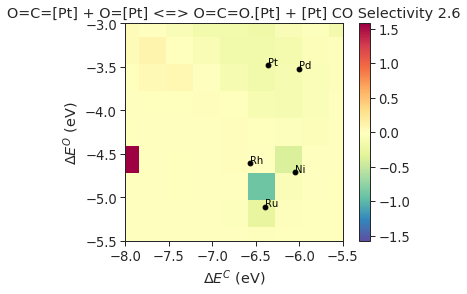 O=C=[Pt] + O=[Pt] <=> O=C=O.[Pt] + [Pt] CO Selectivity 2.6
−3.0
−3.5
−4.0
−4.5
−5.0
−5.5
ΔE^O (eV)
Pt
Pd
Rh
Ni
Ru
−8.0 −7.5 −7.0 −6.5 −6.0 −5.5
ΔE^C (eV)
1.5
1.0
0.5
0.0
−0.5
−1.0
−1.5